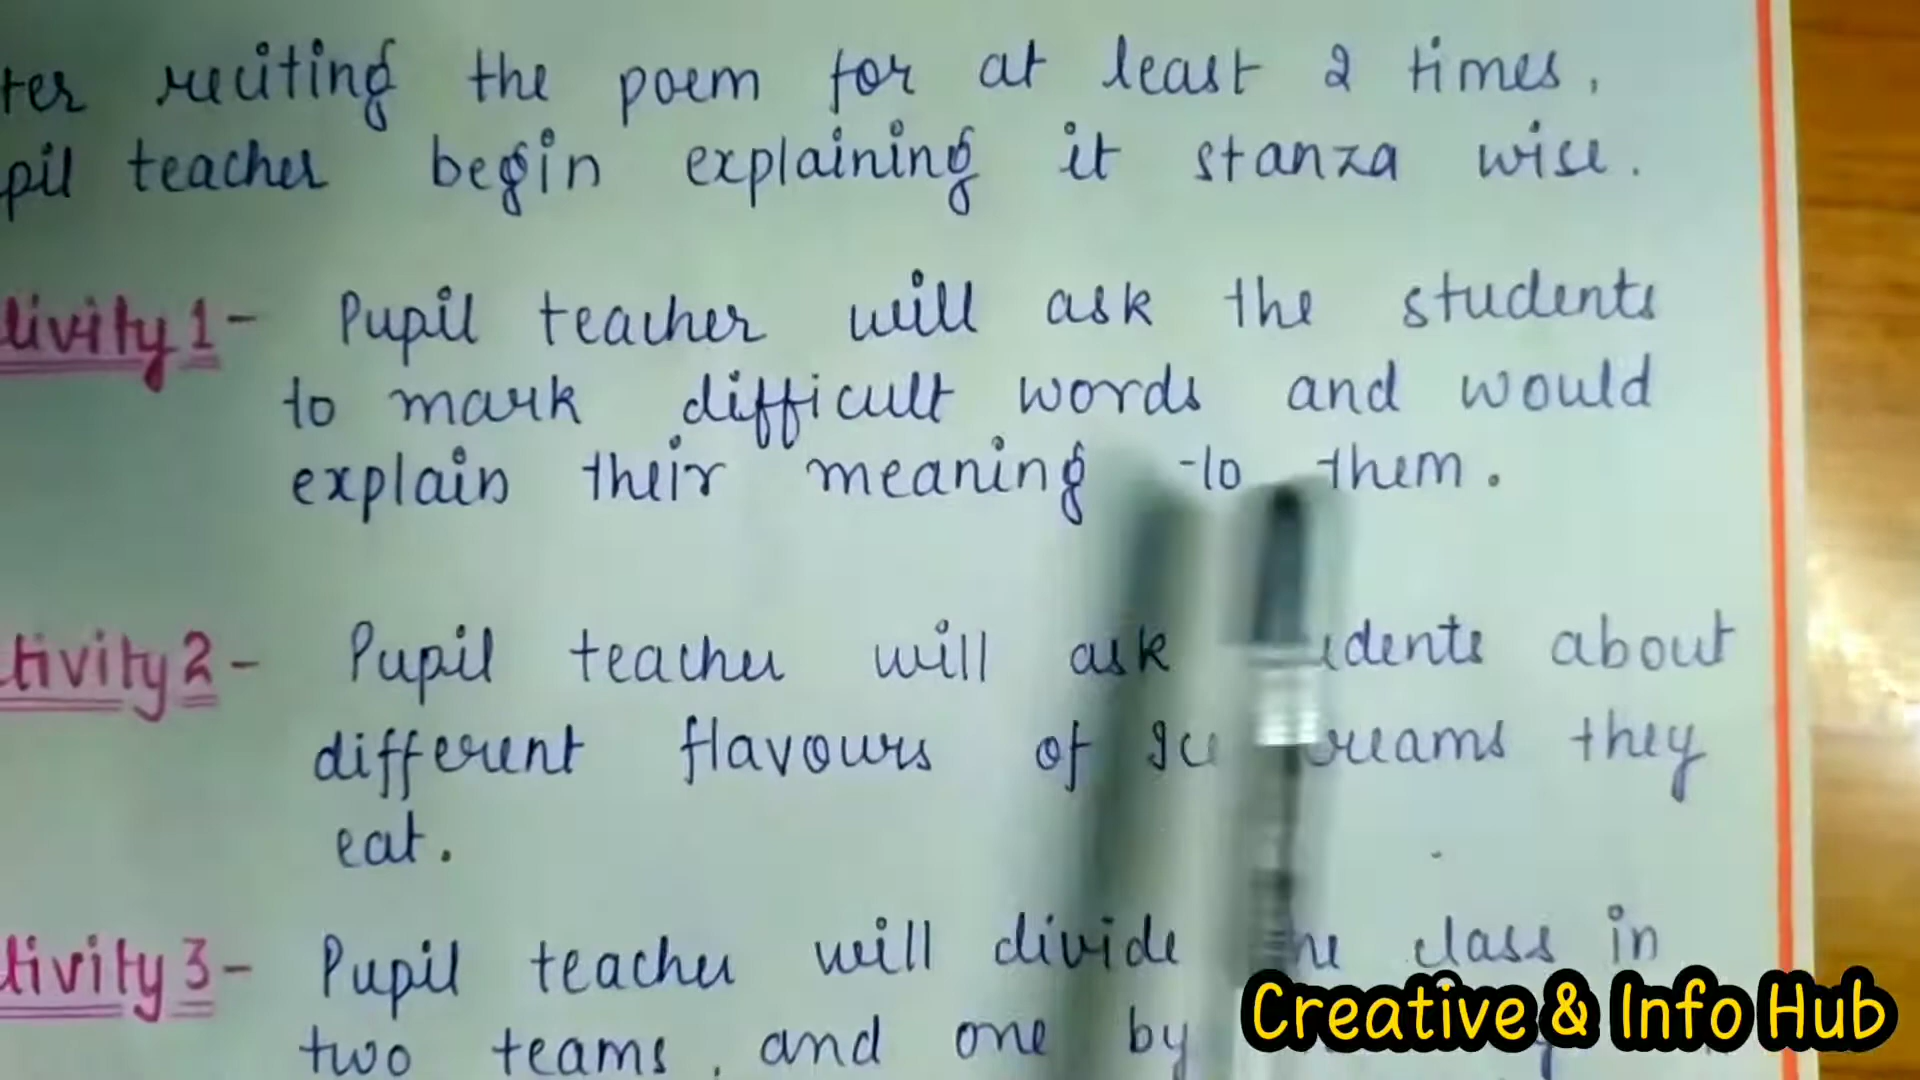 ter reciting the poem for at least 2 times,
pil teacher begin explaining it stanza wise.
tivity 1 - Pupil teacher will ask the students
to mark difficult words and would
explain their meaning to them.
tivity 2 - Pupil teacher will ask about
different flavours of they
eat.
tivity 3 - Pupil teacher will divide class in
two teams, and one by
Creative & Info Hub